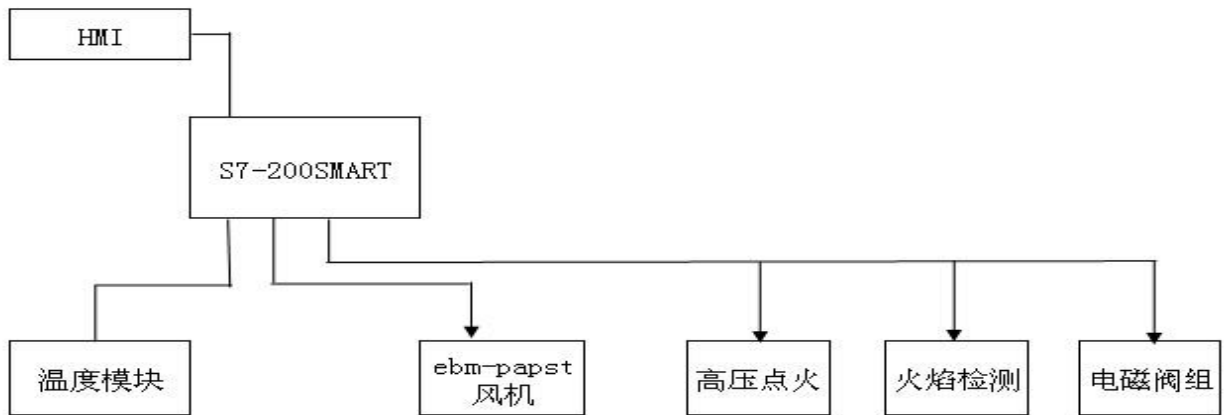 HMI
S7-200SMART
温度模块
ebm-papst
风机
高压点火
火焰检测
电磁阀组